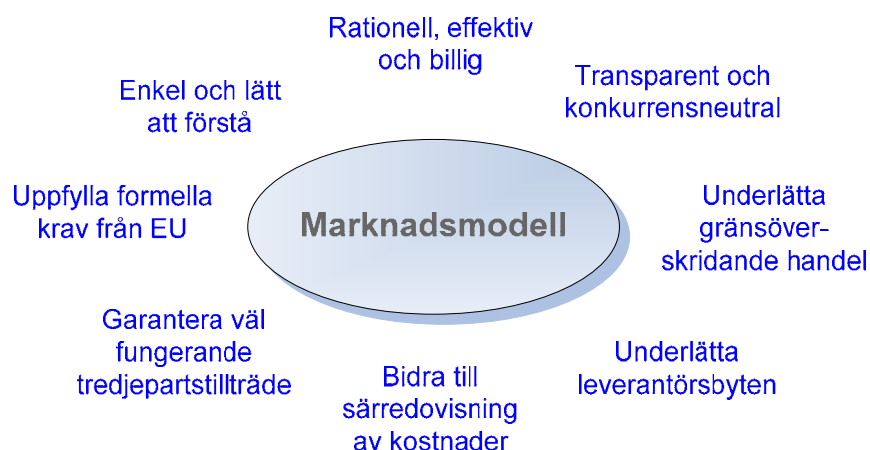 Rationell, effektiv
och billig
Transparent och
konkurrensneutral
Enkel och lätt
att förstå
Uppfylla formella
krav från EU
Marknadsmodell
Underlätta
gränsöver-
skridande handel
Garantera väl
fungerande
tredjepartstillträde
Bidra till
särredovisning
av kostnader
Underlätta
leverantörsbyten